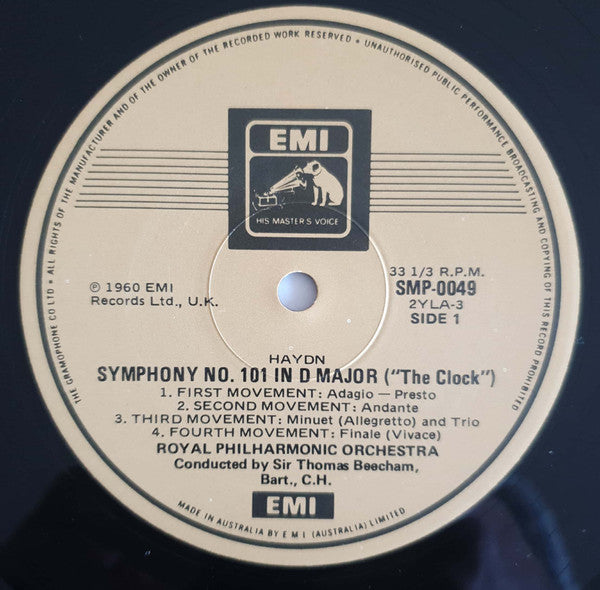 THE GRAMOPHONE CO LTD • ALL RIGHTS OF THE MANUFACTURER AND OF THE OWNER OF THE RECORDED WORK RESERVED • UNAUTHORISED PUBLIC PERFORMANCE BROADCASTING AND COPYING OF THIS RECORD PROHIBITED
EMI
HIS MASTER'S VOICE
33 1/3 R.P.M.
℗ 1960 EMI
Records Ltd., U.K.
SMP-0049
2YLA-3
SIDE 1
HAYDN
SYMPHONY NO. 101 IN D MAJOR ("The Clock")
1. FIRST MOVEMENT: Adagio – Presto
2. SECOND MOVEMENT: Andante
3. THIRD MOVEMENT: Minuet (Allegretto) and Trio
4. FOURTH MOVEMENT: Finale (Vivace)
ROYAL PHILHARMONIC ORCHESTRA
Conducted by Sir Thomas Beecham,
Bart., C.H.
EMI
MADE IN AUSTRALIA BY E M I (AUSTRALIA) LIMITED